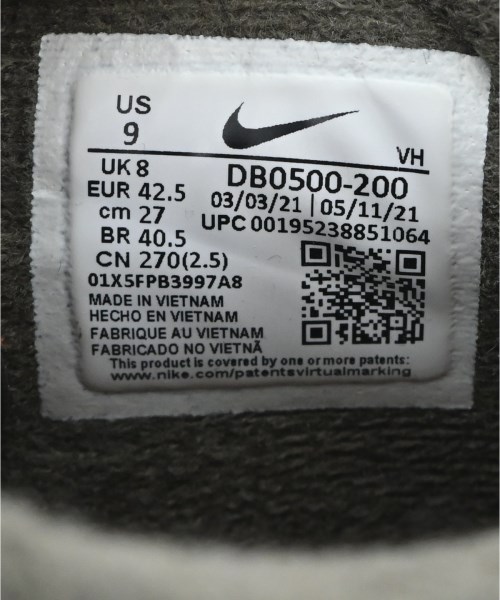 US
9
VH
UK 8
EUR 42.5
cm 27
BR 40.5
CN 270(2.5)
DB0500-200
03/03/21 | 05/11/21
UPC 00195238851064
01X5FPB3997A8
MADE IN VIETNAM
HECHO EN VIETNAM
FABRIQUE AU VIETNAM
FABRICADO NO VIETNÃ
This product is covered by one or more patents:
www.nike.com/patentsvirtualmarking